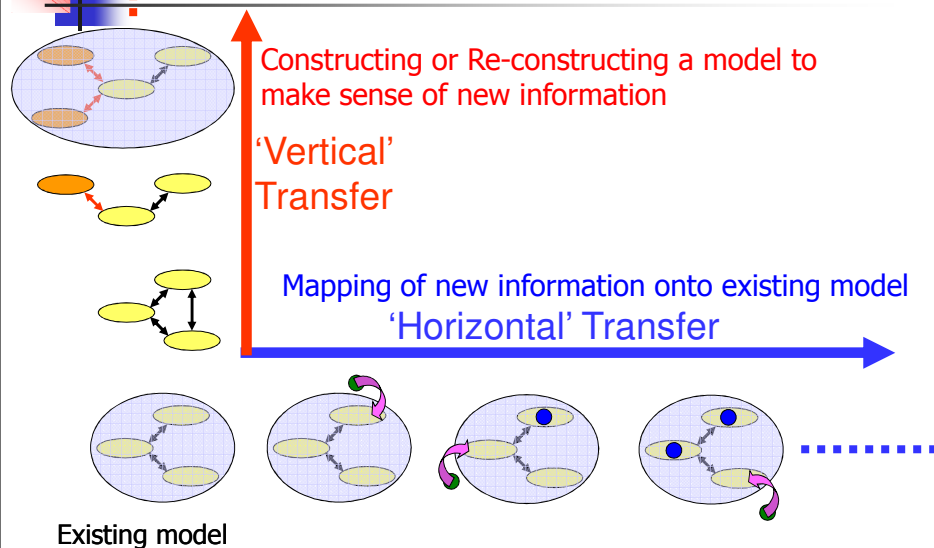 Constructing or Re-constructing a model to
make sense of new information
‘Vertical’
Transfer
Mapping of new information onto existing model
‘Horizontal’ Transfer
Existing model